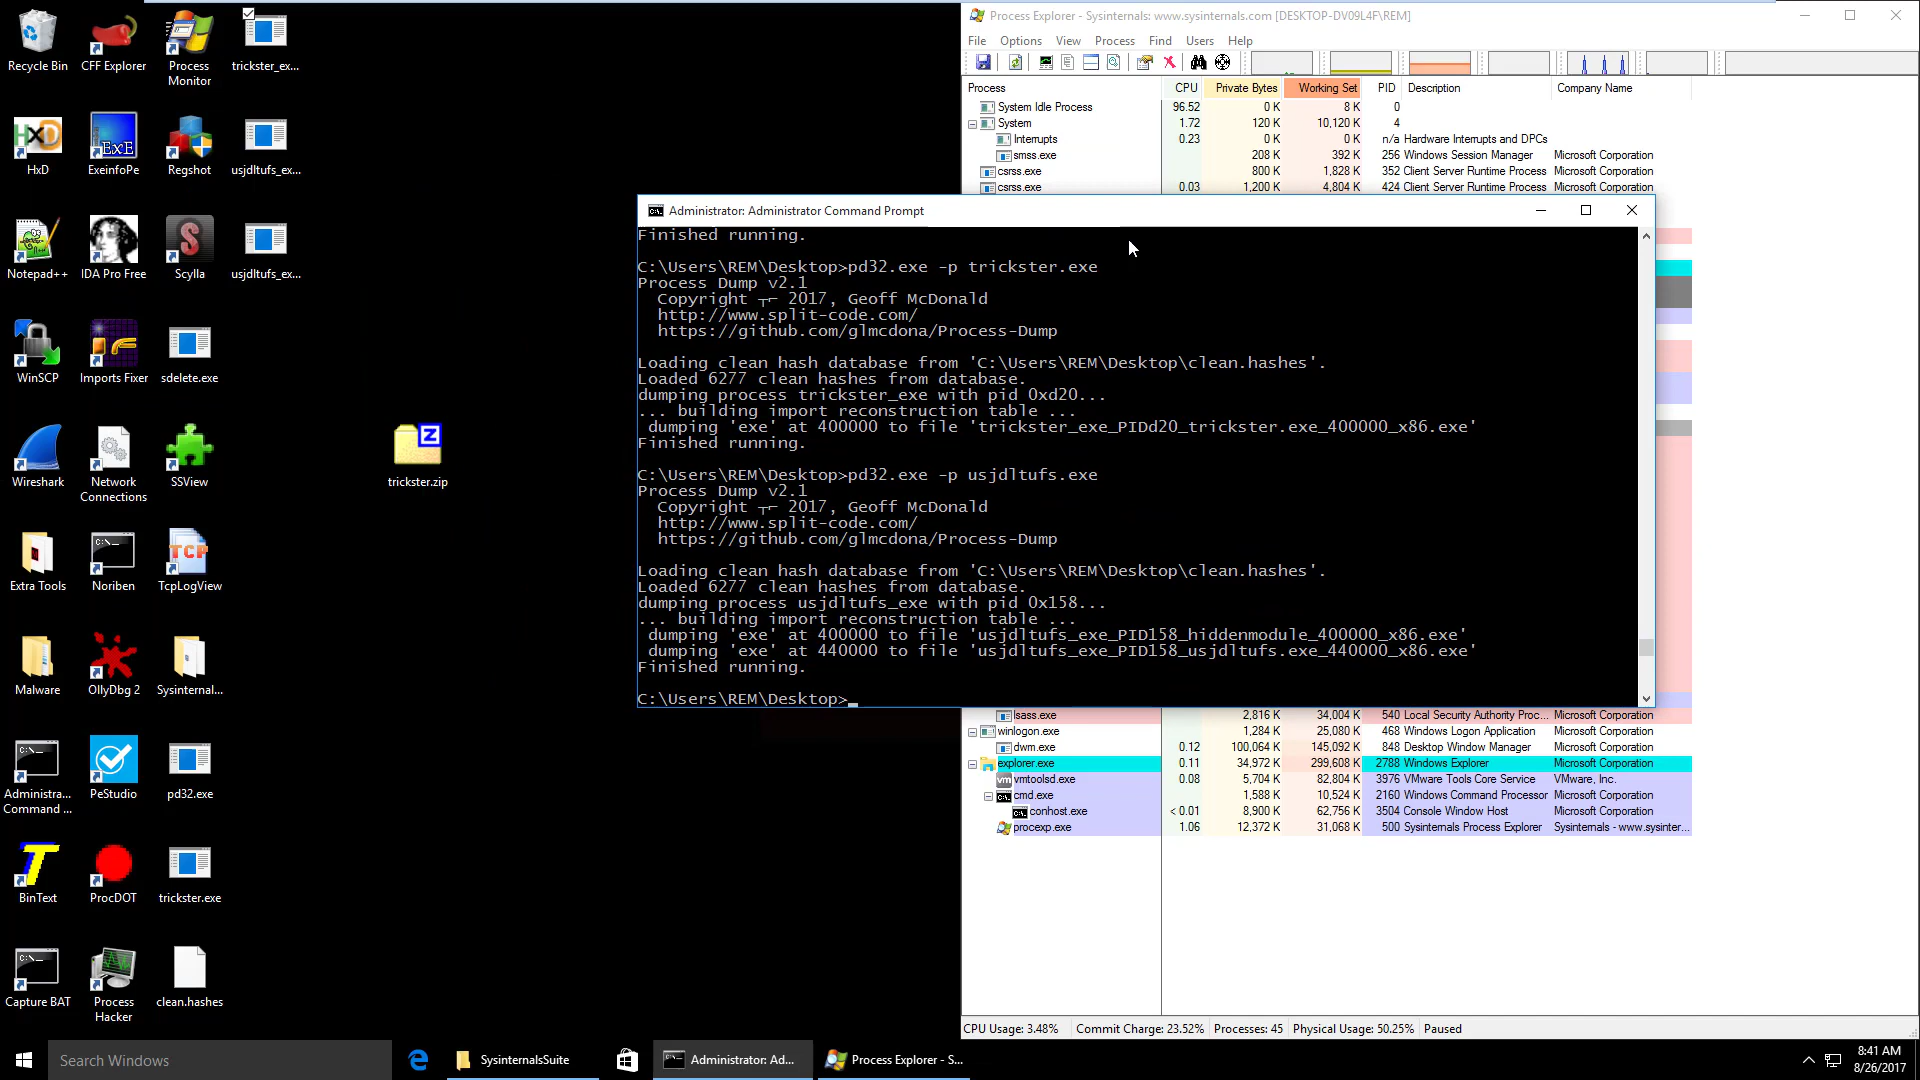 Recycle Bin
CFF Explorer
Process
Monitor
trickster_ex...
HxD
ExeinfoPe
Regshot
usjdltufs_ex...
Notepad++
IDA Pro Free
Scylla
usjdltufs_ex...
WinSCP
Imports Fixer
sdelete.exe
trickster.zip
Wireshark
Network
Connections
SSView
Extra Tools
Noriben
TcpLogView
Malware
OllyDbg 2
Sysinternal...
Administra...
Command ...
PeStudio
pd32.exe
BinText
ProcDOT
trickster.exe
Capture BAT
Process
Hacker
clean.hashes
Process Explorer - Sysinternals: www.sysinternals.com [DESKTOP-DV09L4F\REM]
File Options View Process Find Users Help
Process CPU Private Bytes Working Set PID Description Company Name
System Idle Process 96.52 0 K 8 K 0
System 1.72 120 K 10,120 K 4
Interrupts 0.23 0 K 0 K n/a Hardware Interrupts and DPCs
smss.exe 208 K 392 K 256 Windows Session Manager Microsoft Corporation
csrss.exe 800 K 1,828 K 352 Client Server Runtime Process Microsoft Corporation
csrss.exe 0.03 1,200 K 4,804 K 424 Client Server Runtime Process Microsoft Corporation
Administrator: Administrator Command Prompt
Finished running.
C:\Users\REM\Desktop>pd32.exe -p trickster.exe
Process Dump v2.1
Copyright ┬⌐ 2017, Geoff McDonald
http://www.split-code.com/
https://github.com/glmcdona/Process-Dump
Loading clean hash database from 'C:\Users\REM\Desktop\clean.hashes'.
Loaded 6277 clean hashes from database.
dumping process trickster_exe with pid 0xd20...
... building import reconstruction table ...
dumping 'exe' at 400000 to file 'trickster_exe_PIDd20_trickster.exe_400000_x86.exe'
Finished running.
C:\Users\REM\Desktop>pd32.exe -p usjdltufs.exe
Process Dump v2.1
Copyright ┬⌐ 2017, Geoff McDonald
http://www.split-code.com/
https://github.com/glmcdona/Process-Dump
Loading clean hash database from 'C:\Users\REM\Desktop\clean.hashes'.
Loaded 6277 clean hashes from database.
dumping process usjdltufs_exe with pid 0x158...
... building import reconstruction table ...
dumping 'exe' at 400000 to file 'usjdltufs_exe_PID158_hiddenmodule_400000_x86.exe'
dumping 'exe' at 440000 to file 'usjdltufs_exe_PID158_usjdltufs.exe_440000_x86.exe'
Finished running.
C:\Users\REM\Desktop>_
lsass.exe 2,816 K 34,004 K 540 Local Security Authority Proc... Microsoft Corporation
winlogon.exe 1,284 K 25,080 K 468 Windows Logon Application Microsoft Corporation
dwm.exe 0.12 100,064 K 145,092 K 848 Desktop Window Manager Microsoft Corporation
explorer.exe 0.11 34,972 K 299,608 K 2788 Windows Explorer Microsoft Corporation
vmtoolsd.exe 0.08 5,704 K 82,804 K 3976 VMware Tools Core Service VMware, Inc.
cmd.exe 1,588 K 10,524 K 2160 Windows Command Processor Microsoft Corporation
conhost.exe < 0.01 8,900 K 62,756 K 3504 Console Window Host Microsoft Corporation
procexp.exe 1.06 12,372 K 31,068 K 500 Sysinternals Process Explorer Sysinternals - www.sysinter...
CPU Usage: 3.48% Commit Charge: 23.52% Processes: 45 Physical Usage: 50.25% Paused
Search Windows
SysinternalsSuite
Administrator: Ad...
Process Explorer - S...
8:41 AM
8/26/2017